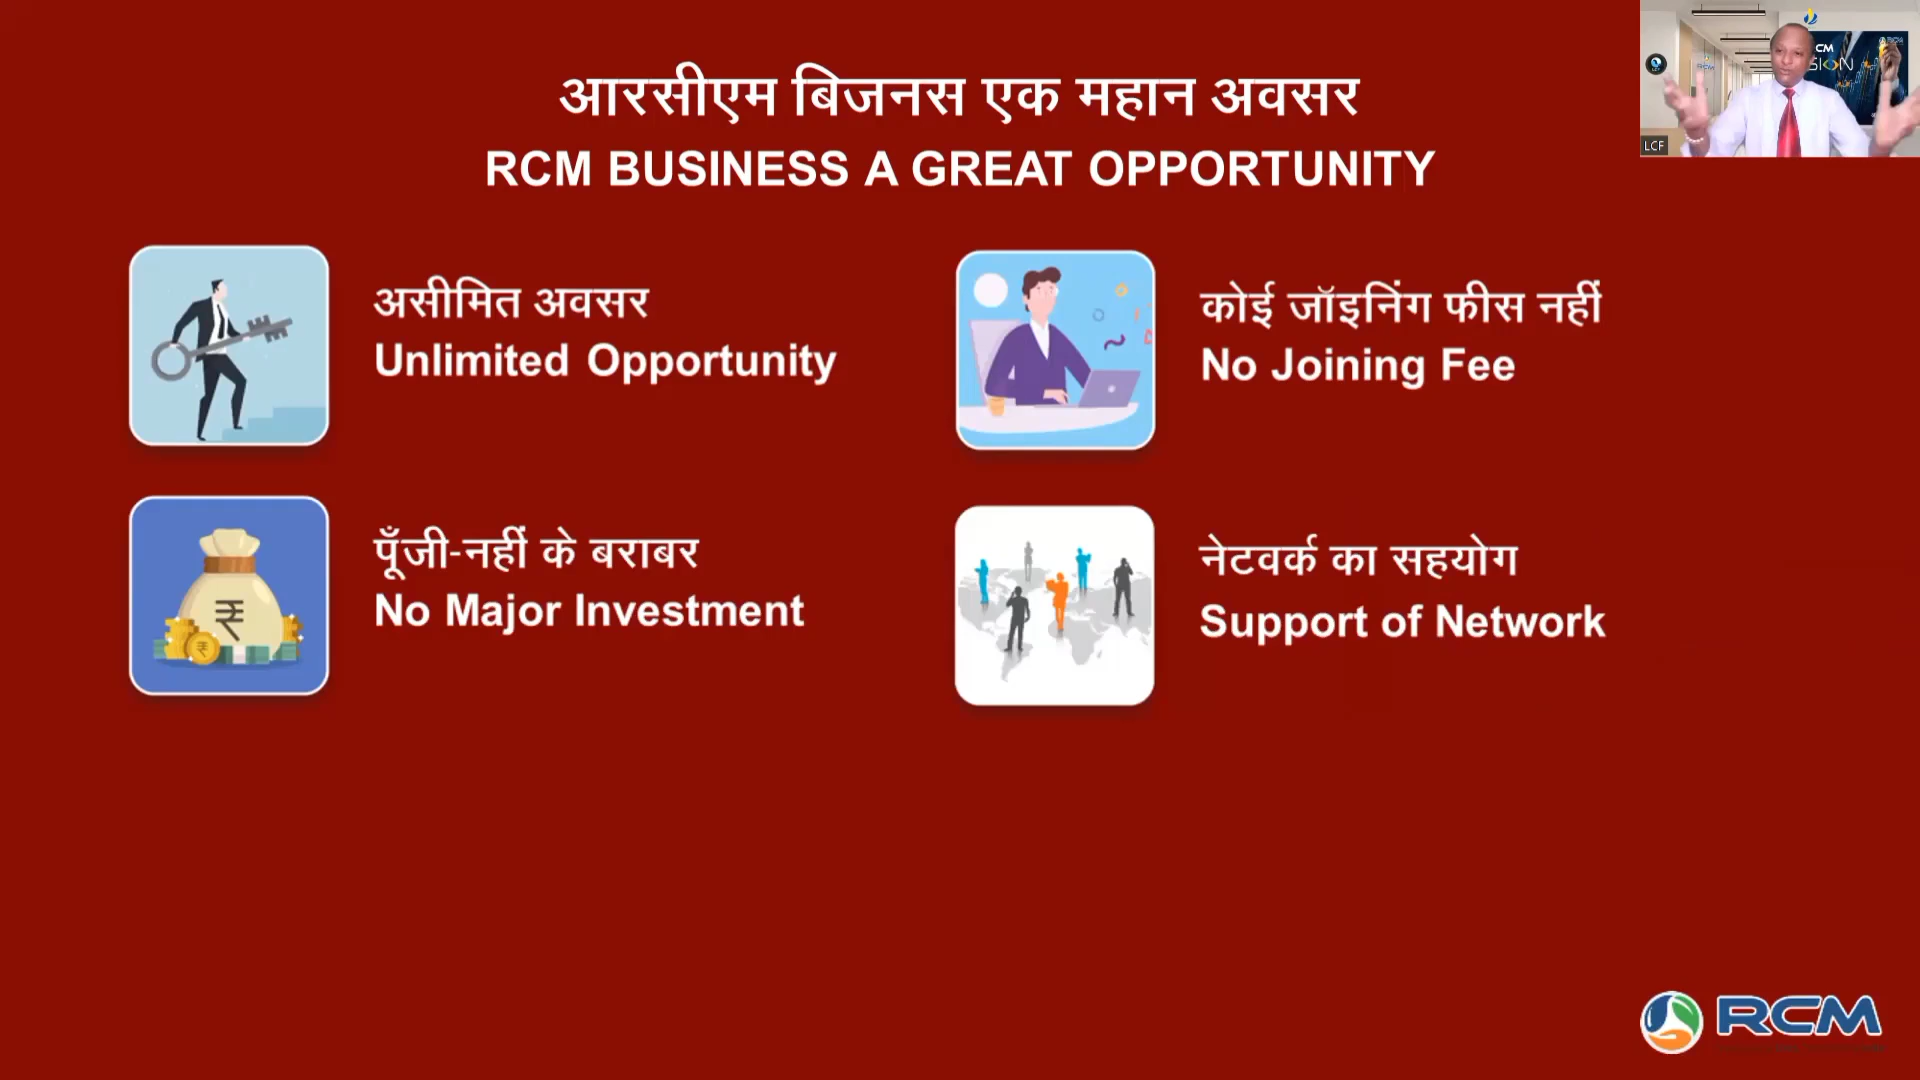 आरसीएम बिजनस एक महान अवसर
RCM BUSINESS A GREAT OPPORTUNITY
असीमित अवसर
Unlimited Opportunity
कोई जॉइनिंग फीस नहीं
No Joining Fee
पूँजी-नहीं के बराबर
No Major Investment
नेटवर्क का सहयोग
Support of Network
LCF
RCM